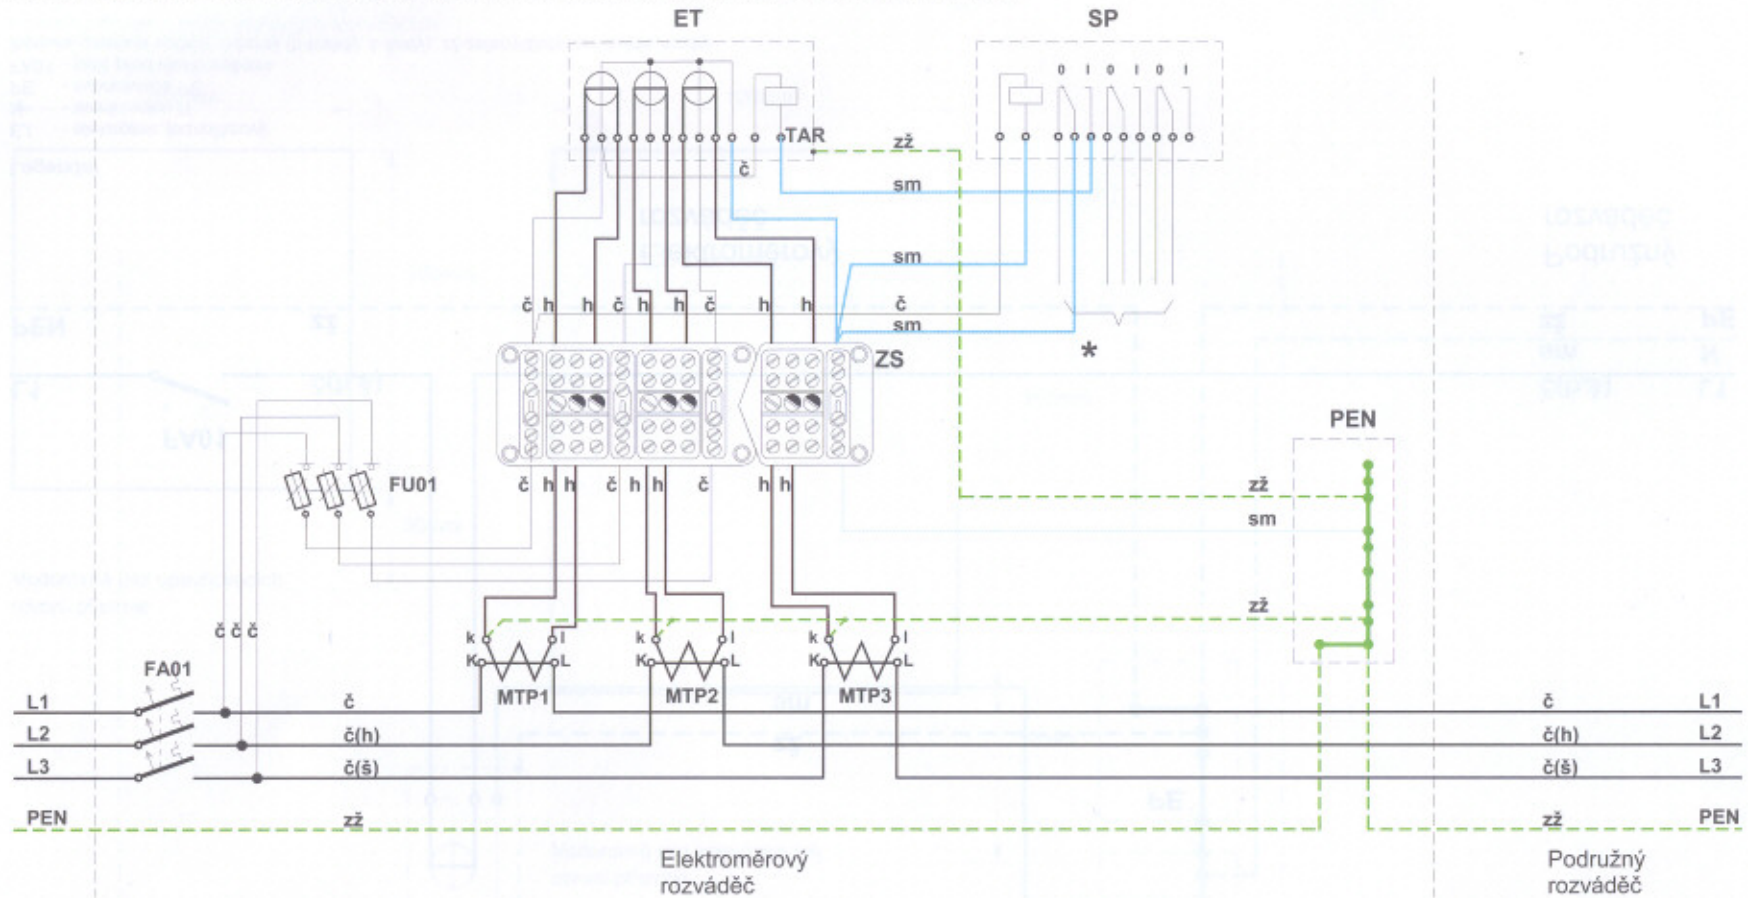 ET SP
0 I 0 I 0 I
TAR
zž
č
sm
sm
č h h č h h č h h
č
sm
*
ZS
PEN
FU01
č h h č h h č h h
zž
sm
zž
č č č
k l k l k l
K L K L K L
FA01
MTP1 MTP2 MTP3
L1 č č L1
L2 č(h) č(h) L2
L3 č(š) č(š) L3
PEN zž zž PEN
Elektroměrový
rozváděč
Podružný
rozváděč